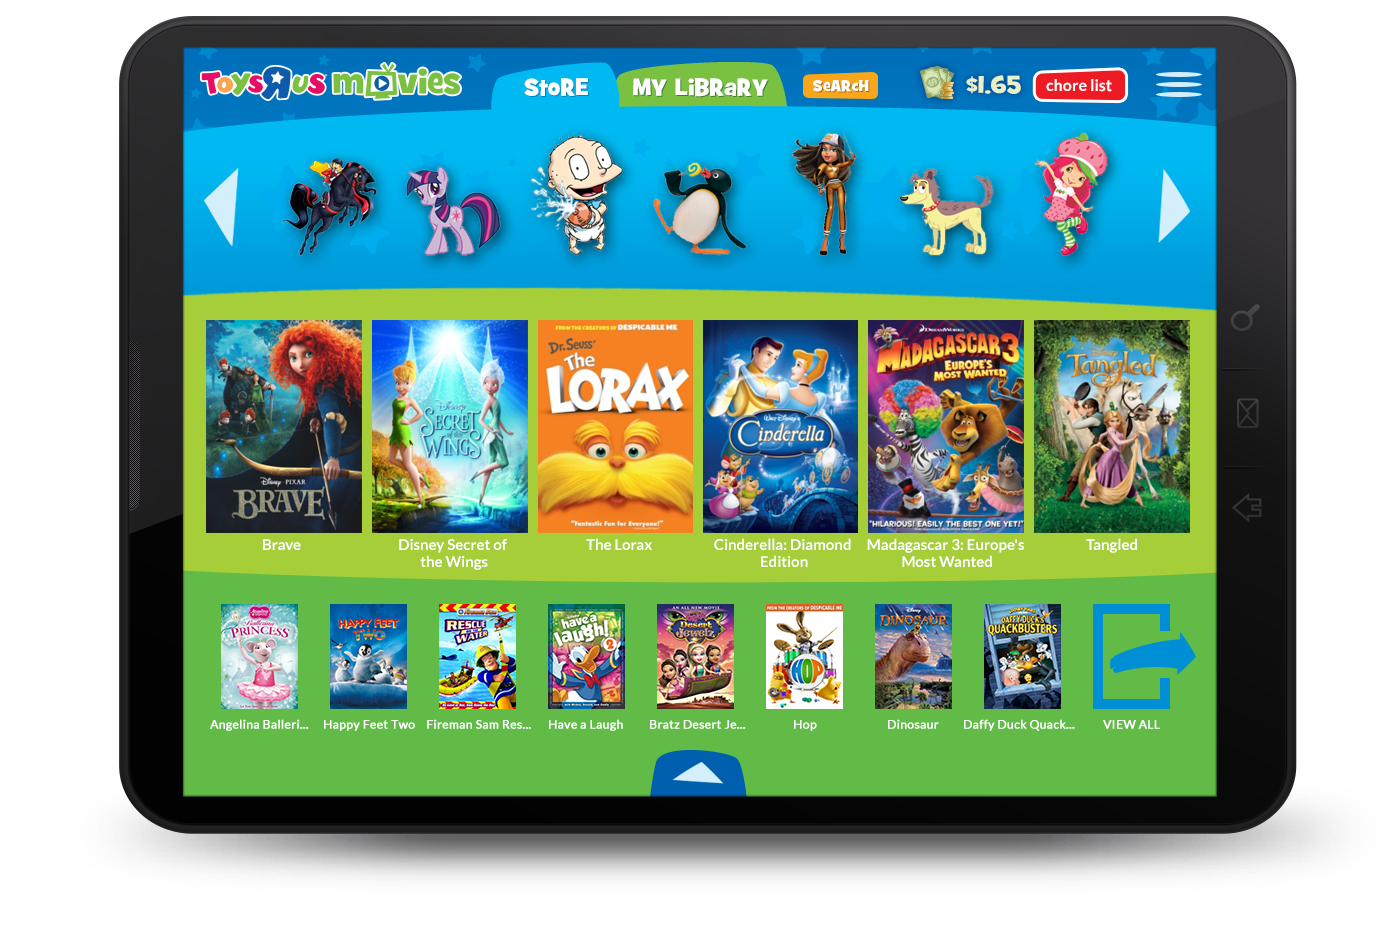 ToysRus movies
StoRE
MY LiBRaRY
SeaRCH
$1.65
chore list
Disney PIXAR
BRAVE
Disney
SECRET
of the
WINGS
FROM THE CREATORS OF DESPICABLE ME
Dr. Seuss'
The
LORAX
"Fantastic Fun for Everyone!"
Walt Disney's
Cinderella
DREAMWORKS
MADAGASCAR 3
EUROPE'S
MOST WANTED
"HILARIOUS! EASILY THE BEST ONE YET!"
Disney
Tangled
Brave
Disney Secret of
the Wings
The Lorax
Cinderella: Diamond
Edition
Madagascar 3: Europe's
Most Wanted
Tangled
Angelina
Ballerina
PRINCESS
HAPPY FEET
TWO
Fireman Sam
RESCUE
WATER
have a
laugh!
2
AN ALL NEW MOVIE
Desert
Jewelz
FROM THE CREATORS OF DESPICABLE ME
HOP
Disney
DINOSAUR
DAFFY DUCK'S
QUACKBUSTERS
Angelina Balleri...
Happy Feet Two
Fireman Sam Res...
Have a Laugh
Bratz Desert Je...
Hop
Dinosaur
Daffy Duck Quack...
VIEW ALL